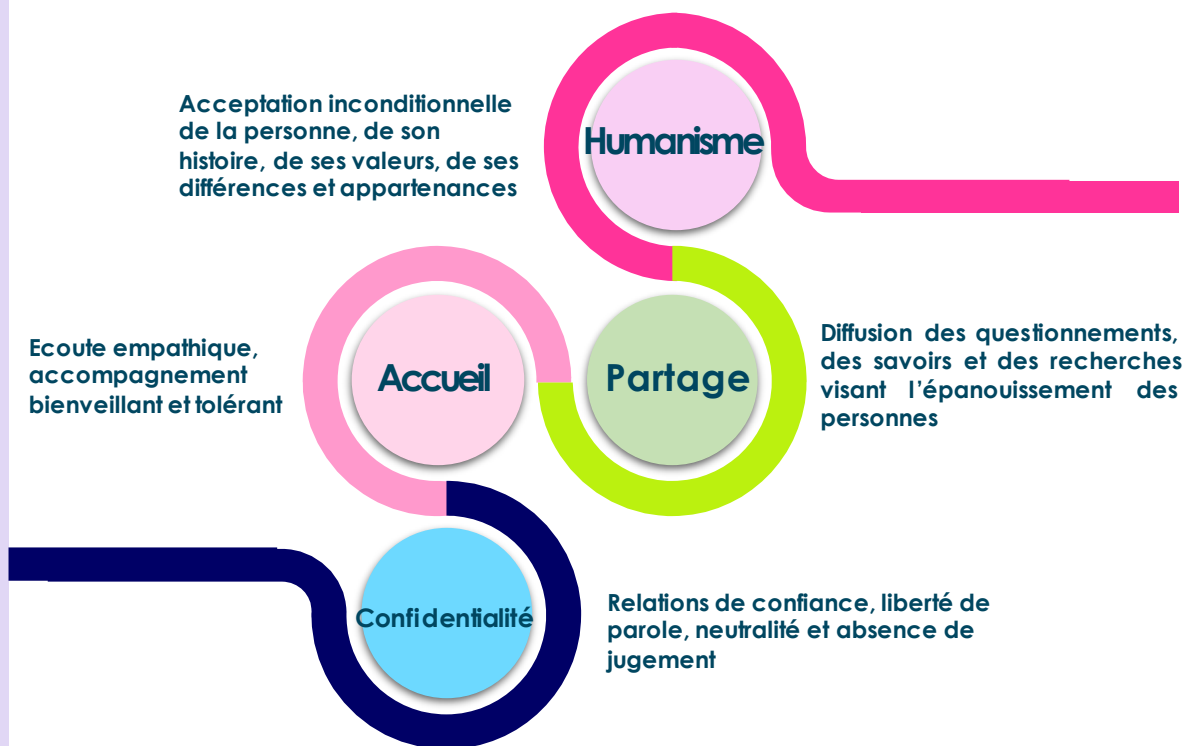 Acceptation inconditionnelle
de la personne, de son
histoire, de ses valeurs, de ses
différences et appartenances
Humanisme
Ecoute empathique,
accompagnement
bienveillant et tolérant
Accueil
Partage
Diffusion des questionnements,
des savoirs et des recherches
visant l'épanouissement des
personnes
Confidentialité
Relations de confiance, liberté de
parole, neutralité et absence de
jugement